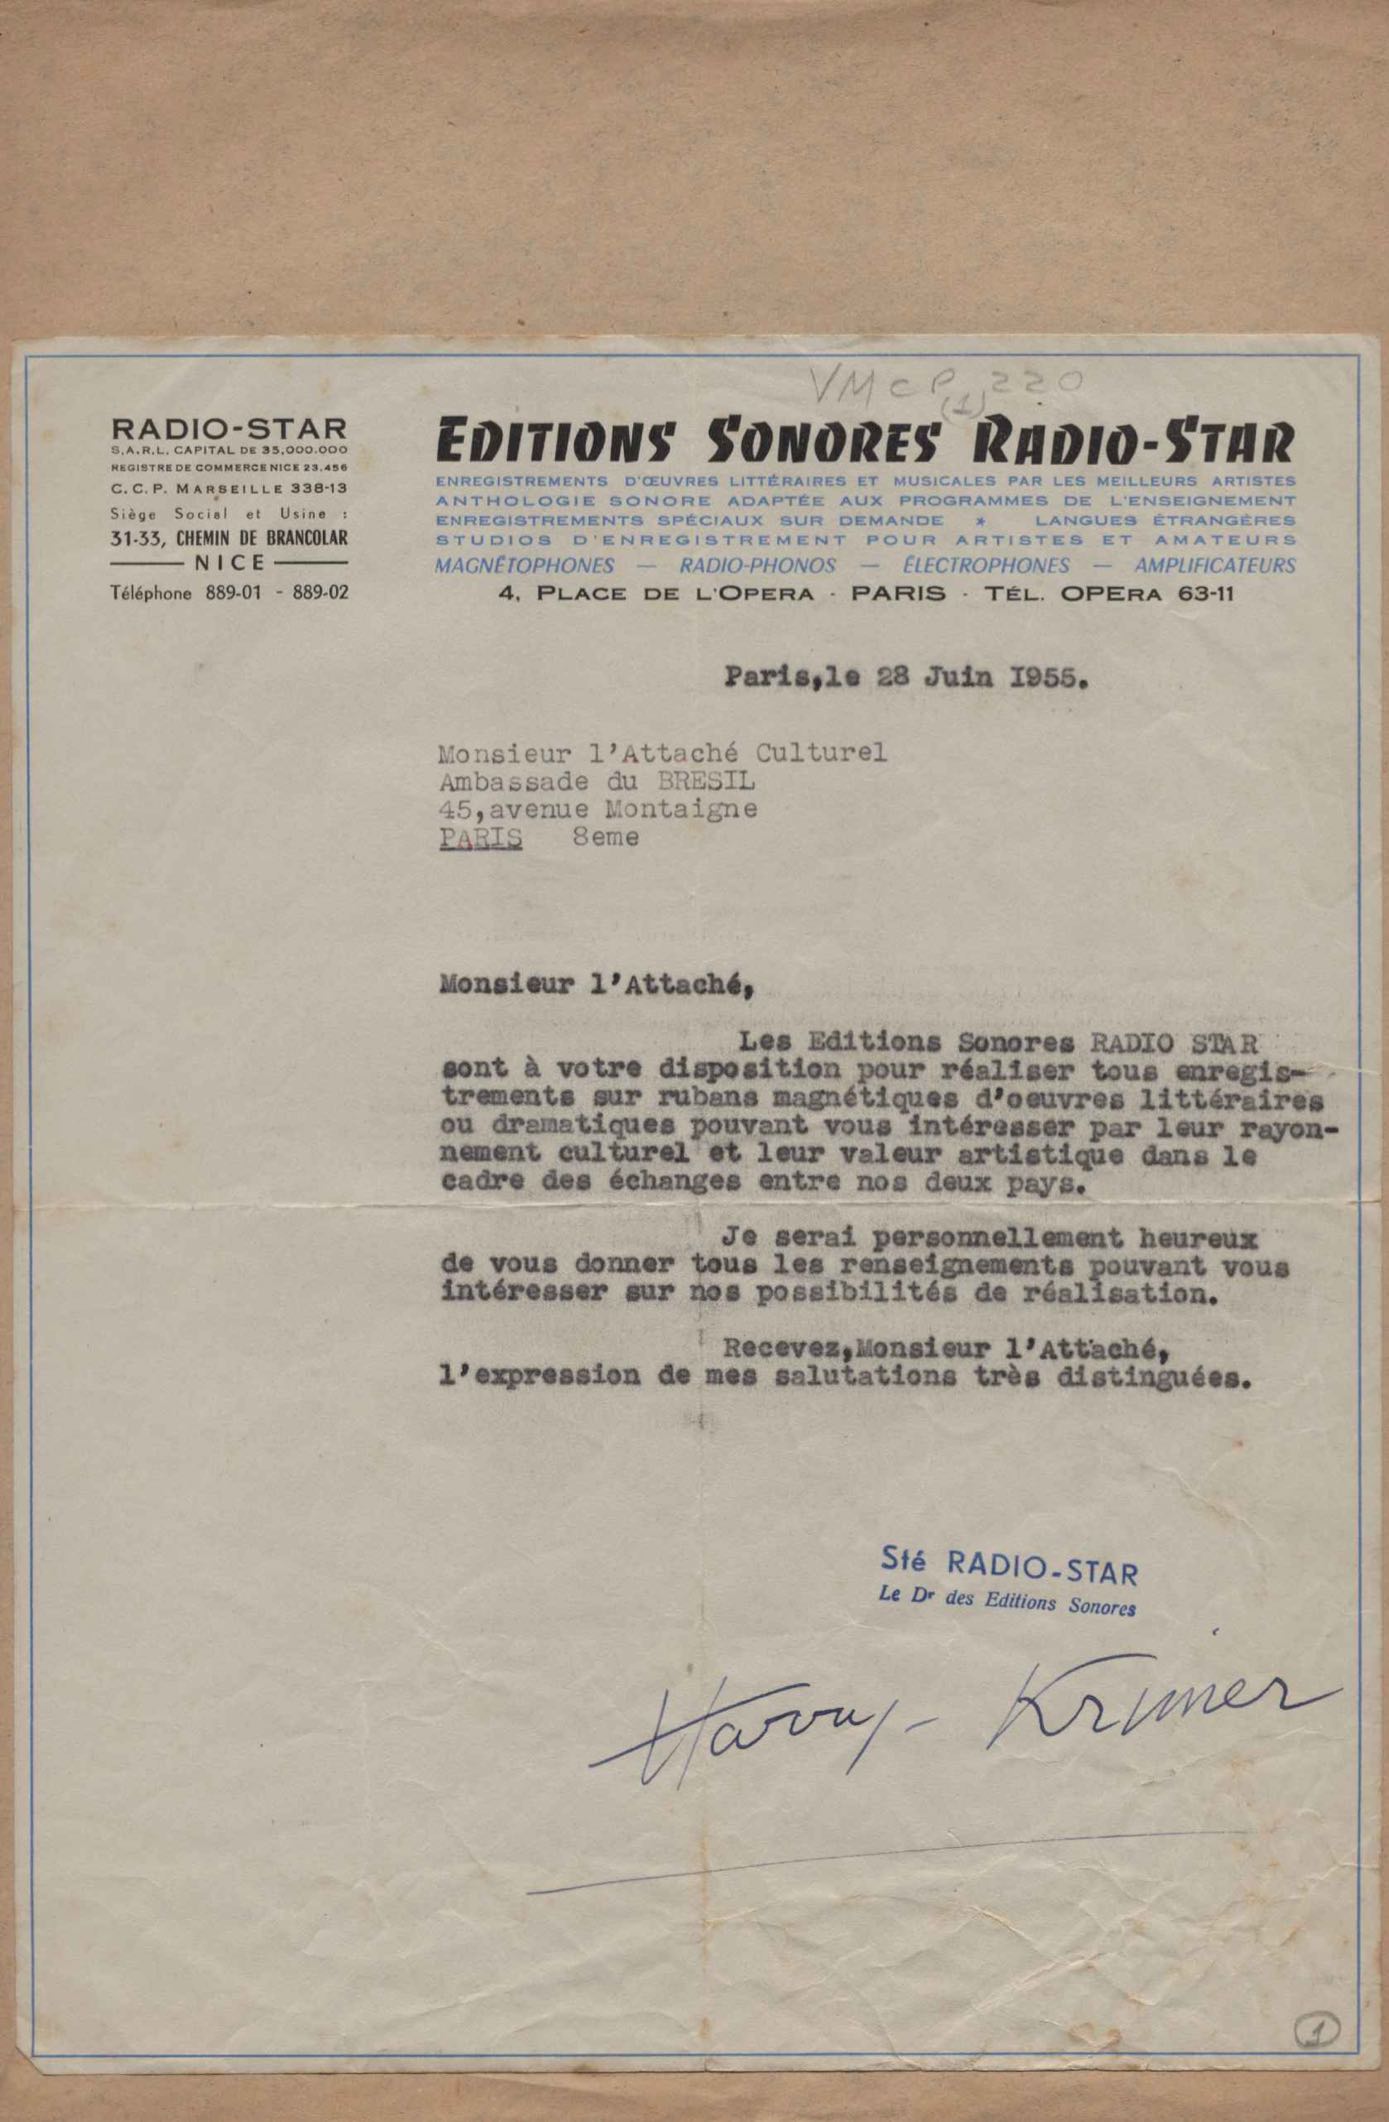 VM c P 220
(1)
RADIO-STAR
S.A.R.L. CAPITAL DE 35.000.000
REGISTRE DE COMMERCE NICE 23.456
C.C.P. MARSEILLE 338-13
Siège Social et Usine :
31-33, CHEMIN DE BRANCOLAR
NICE
Téléphone 889-01 - 889-02
EDITIONS SONORES RADIO-STAR
ENREGISTREMENTS D'ŒUVRES LITTÉRAIRES ET MUSICALES PAR LES MEILLEURS ARTISTES
ANTHOLOGIE SONORE ADAPTÉE AUX PROGRAMMES DE L'ENSEIGNEMENT
ENREGISTREMENTS SPÉCIAUX SUR DEMANDE * LANGUES ÉTRANGÈRES
STUDIOS D'ENREGISTREMENT POUR ARTISTES ET AMATEURS
MAGNÉTOPHONES — RADIO-PHONOS — ÉLECTROPHONES — AMPLIFICATEURS
4, PLACE DE L'OPERA · PARIS · TÉL. OPERA 63-11
Paris,le 28 Juin I955.
Monsieur l'Attaché Culturel
Ambassade du BRESIL
45,avenue Montaigne
PARIS 8eme
Monsieur l'Attaché,
Les Editions Sonores RADIO STAR
sont à votre disposition pour réaliser tous enregis-
trements sur rubans magnétiques d'oeuvres littéraires
ou dramatiques pouvant vous intéresser par leur rayon-
nement culturel et leur valeur artistique dans le
cadre des échanges entre nos deux pays.
Je serai personnellement heureux
de vous donner tous les renseignements pouvant vous
intéresser sur nos possibilités de réalisation.
Recevez,Monsieur l'Attaché,
l'expression de mes salutations très distinguées.
Sté RADIO-STAR
Le Dr des Editions Sonores
Harry - Krimer
1